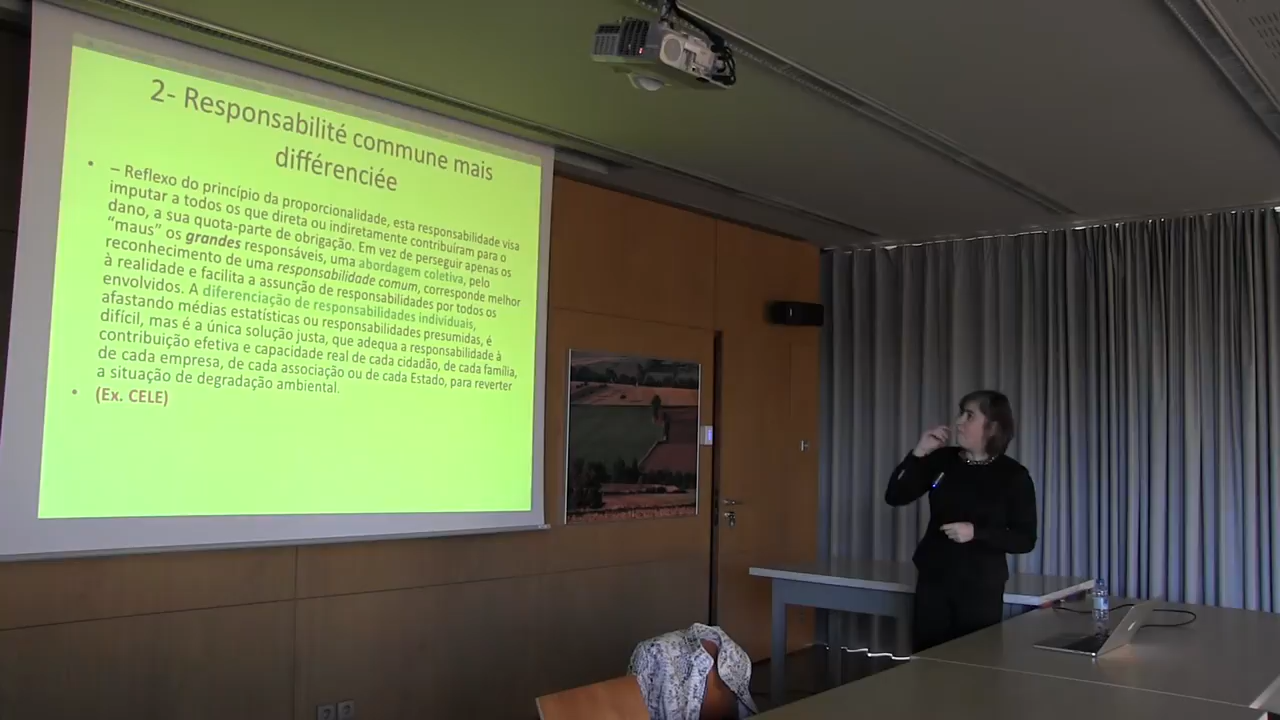 2- Responsabilité commune mais
différenciée
• – Reflexo do princípio da proporcionalidade, esta responsabilidade visa
imputar a todos os que direta ou indiretamente contribuíram para o
dano, a sua quota-parte de obrigação. Em vez de perseguir apenas os
“maus” os grandes responsáveis, uma abordagem coletiva, pelo
reconhecimento de uma responsabilidade comum, corresponde melhor
à realidade e facilita a assunção de responsabilidades por todos os
envolvidos. A diferenciação de responsabilidades individuais,
afastando médias estatísticas ou responsabilidades presumidas, é
difícil, mas é a única solução justa, que adequa a responsabilidade à
contribuição efetiva e capacidade real de cada cidadão, de cada família,
de cada empresa, de cada associação ou de cada Estado, para reverter
a situação de degradação ambiental.
• (Ex. CELE)